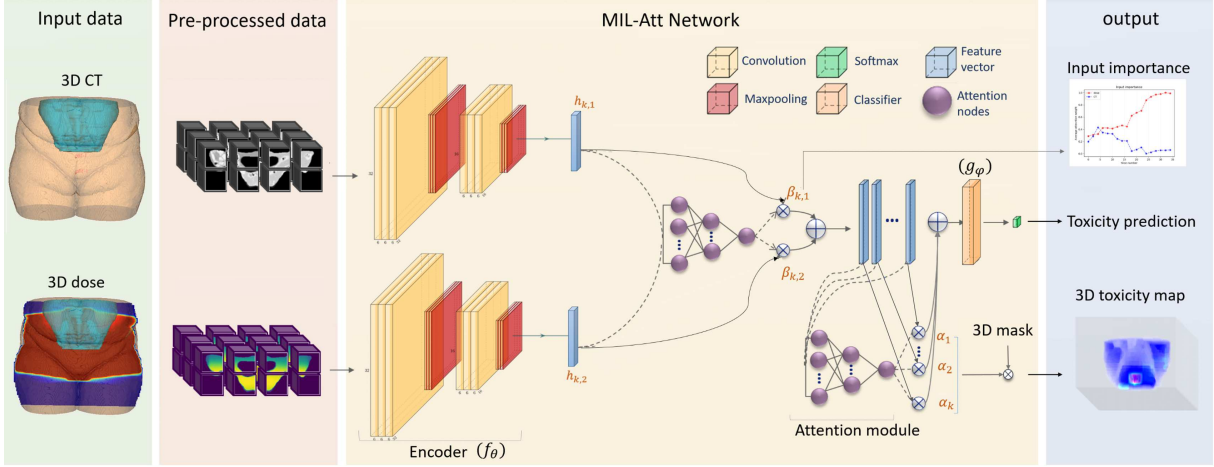 Input data
Pre-processed data
MIL-Att Network
output
3D CT
3D dose
Convolution
Softmax
Feature
vector
Maxpooling
Classifier
Attention
nodes
h_{k,1}
h_{k,2}
β_{k,1}
β_{k,2}
(g_φ)
Input importance
Input importance
Toxicity prediction
3D toxicity map
3D mask
α_1
α_2
α_k
Attention module
Encoder (f_θ)